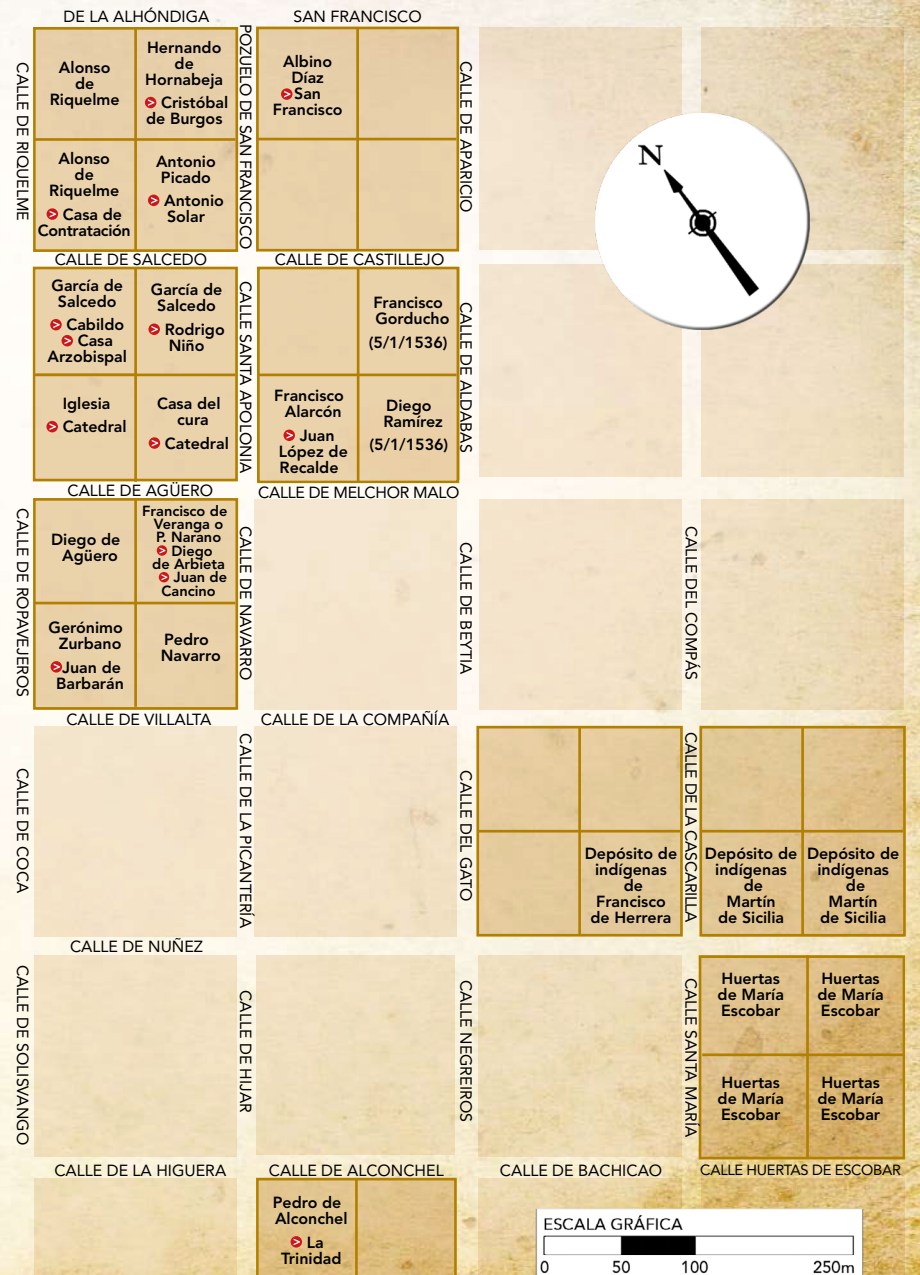 DE LA ALHÓNDIGA
SAN FRANCISCO
CALLE DE RIQUELME
Alonso
de
Riquelme
Hernando
de
Hornabeja
Cristóbal
de Burgos
POZUELO DE SAN FRANCISCO
Albino
Díaz
San
Francisco
CALLE DE APARICIO
Alonso
de
Riquelme
Casa de
Contratación
Antonio
Picado
Antonio
Solar
N
CALLE DE SALCEDO
CALLE DE CASTILLEJO
García de
Salcedo
Cabildo
Casa
Arzobispal
García de
Salcedo
Rodrigo
Niño
CALLE SANTA APOLONIA
Francisco
Gorducho
(5/1/1536)
CALLE DE ALDABAS
Iglesia
Catedral
Casa del
cura
Catedral
Francisco
Alarcón
Juan
López de
Recalde
Diego
Ramírez
(5/1/1536)
CALLE DE AGÜERO
CALLE DE MELCHOR MALO
CALLE DE ROPAVEJEROS
Diego de
Agüero
Francisco de
Veranga o
P. Narano
Diego
de Arbieta
Juan de
Cancino
CALLE DE NAVARRO
CALLE DE BEYTIA
CALLE DEL COMPÁS
Gerónimo
Zurbano
Juan de
Barbarán
Pedro
Navarro
CALLE DE VILLALTA
CALLE DE LA COMPAÑÍA
CALLE DE COCA
CALLE DE LA PICANTERÍA
CALLE DEL GATO
CALLE DE LA CASCARILLA
Depósito de
indígenas
de
Francisco
de Herrera
Depósito de
indígenas
de
Martín
de Sicilia
Depósito de
indígenas
de
Martín
de Sicilia
CALLE DE NUÑEZ
CALLE DE SOLISVANGO
CALLE DE HIJAR
CALLE NEGREIROS
CALLE SANTA MARÍA
Huertas
de María
Escobar
Huertas
de María
Escobar
Huertas
de María
Escobar
Huertas
de María
Escobar
CALLE DE LA HIGUERA
CALLE DE ALCONCHEL
CALLE DE BACHICAO
CALLE HUERTAS DE ESCOBAR
Pedro de
Alconchel
La
Trinidad
ESCALA GRÁFICA
0 50 100 250m